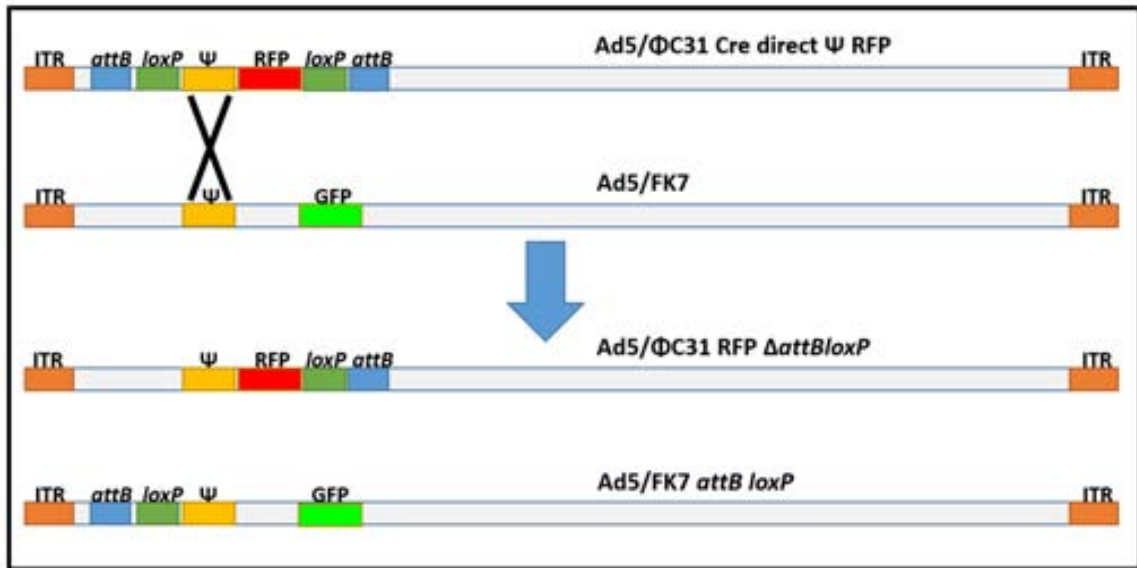 Ad5/ΦC31 Cre direct Ψ RFP
ITR attB loxP Ψ RFP loxP attB ITR
Ad5/FK7
ITR Ψ GFP ITR
Ad5/ΦC31 RFP ΔattBloxP
ITR Ψ RFP loxP attB ITR
Ad5/FK7 attB loxP
ITR attB loxP Ψ GFP ITR